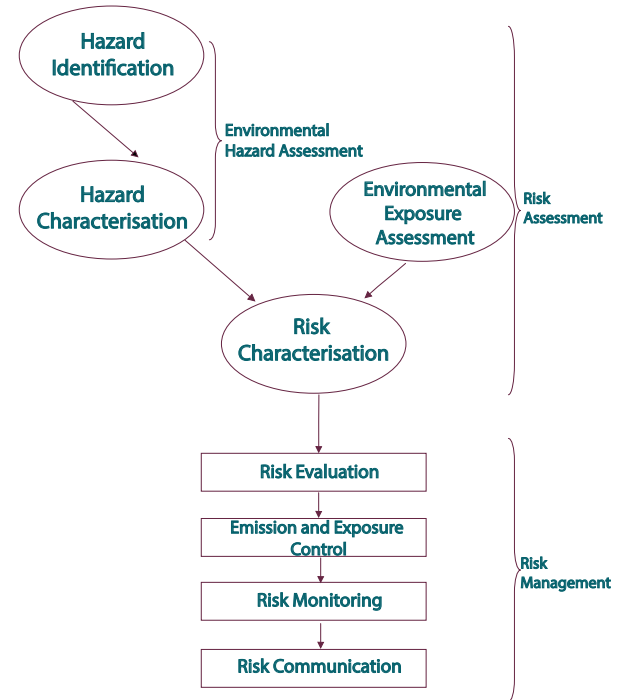 Hazard
Identification
Environmental
Hazard Assessment
Hazard
Characterisation
Environmental
Exposure
Assessment
Risk
Assessment
Risk
Characterisation
Risk Evaluation
Emission and Exposure
Control
Risk Management
Risk Monitoring
Risk Communication